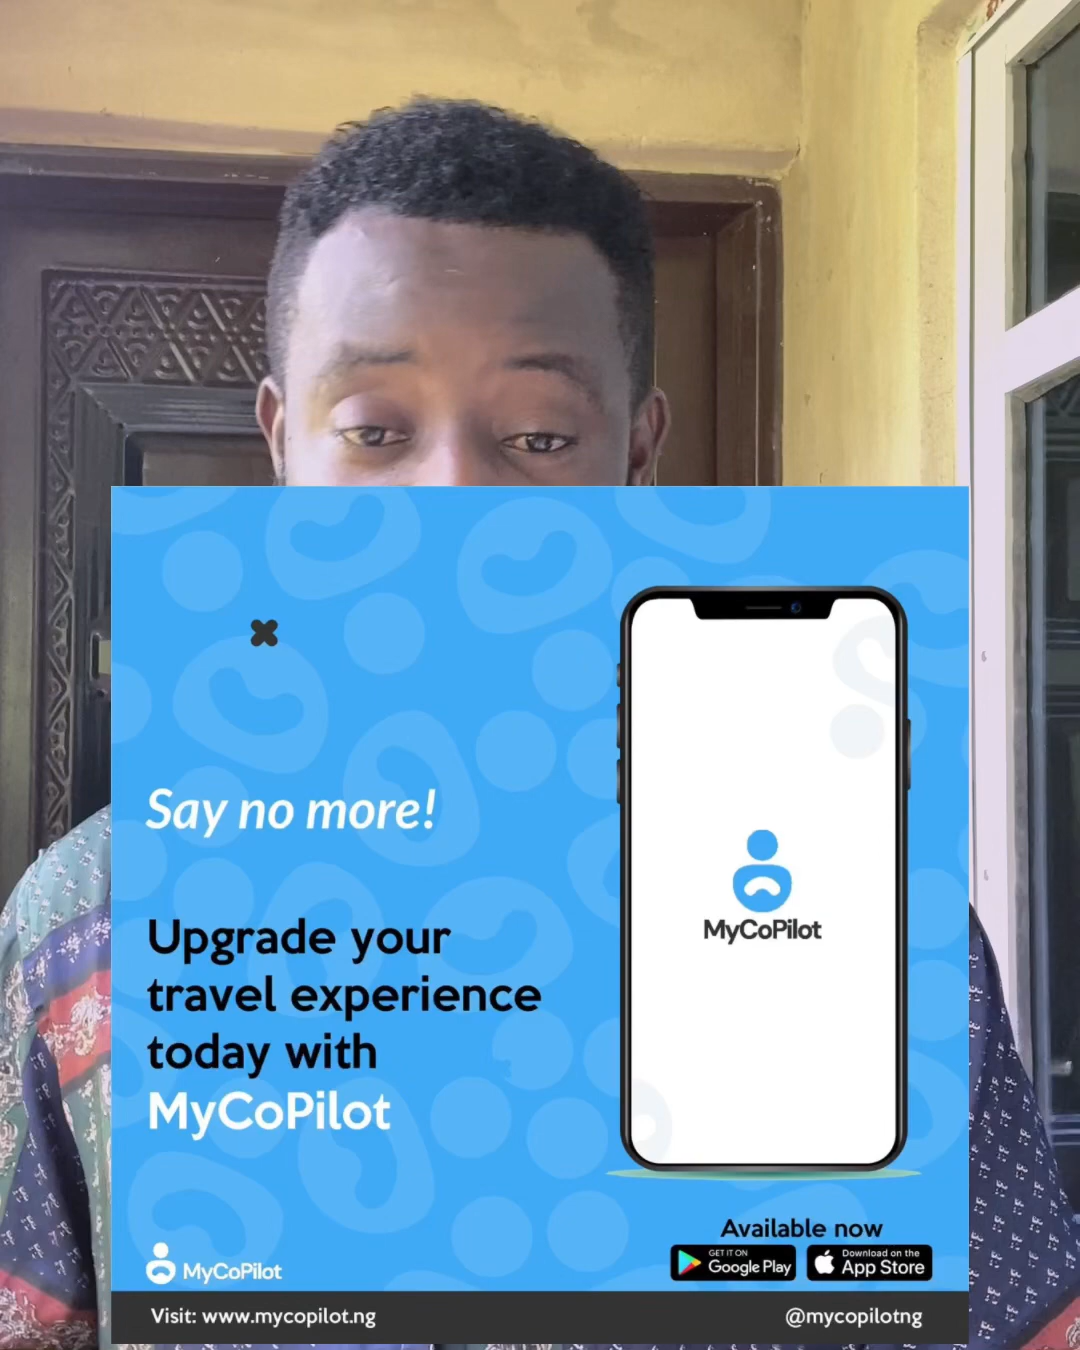 Say no more!
Upgrade your
travel experience
today with
MyCoPilot
MyCoPilot
Available now
GET IT ON
Google Play
Download on the
App Store
MyCoPilot
Visit: www.mycopilot.ng
@mycopilotng